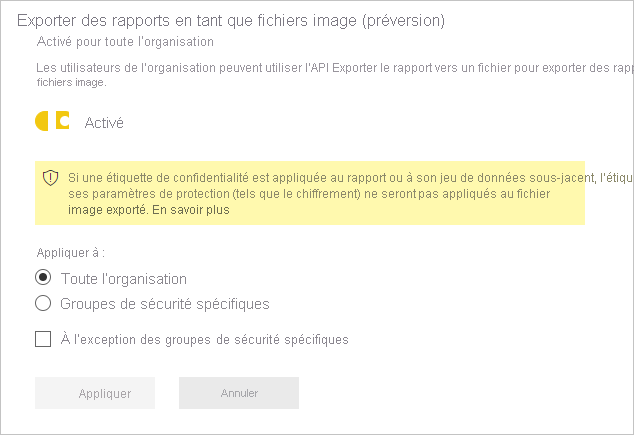 Exporter des rapports en tant que fichiers image (préversion)
Activé pour toute l'organisation
Les utilisateurs de l'organisation peuvent utiliser l'API Exporter le rapport vers un fichier pour exporter des
fichiers image.
Activé
Si une étiquette de confidentialité est appliquée au rapport ou à son jeu de données sous-jacent,
ses paramètres de protection (tels que le chiffrement) ne seront pas appliqués au fichier
image exporté. En savoir plus
Appliquer à :
Toute l'organisation
Groupes de sécurité spécifiques
À l'exception des groupes de sécurité spécifiques
Appliquer
Annuler